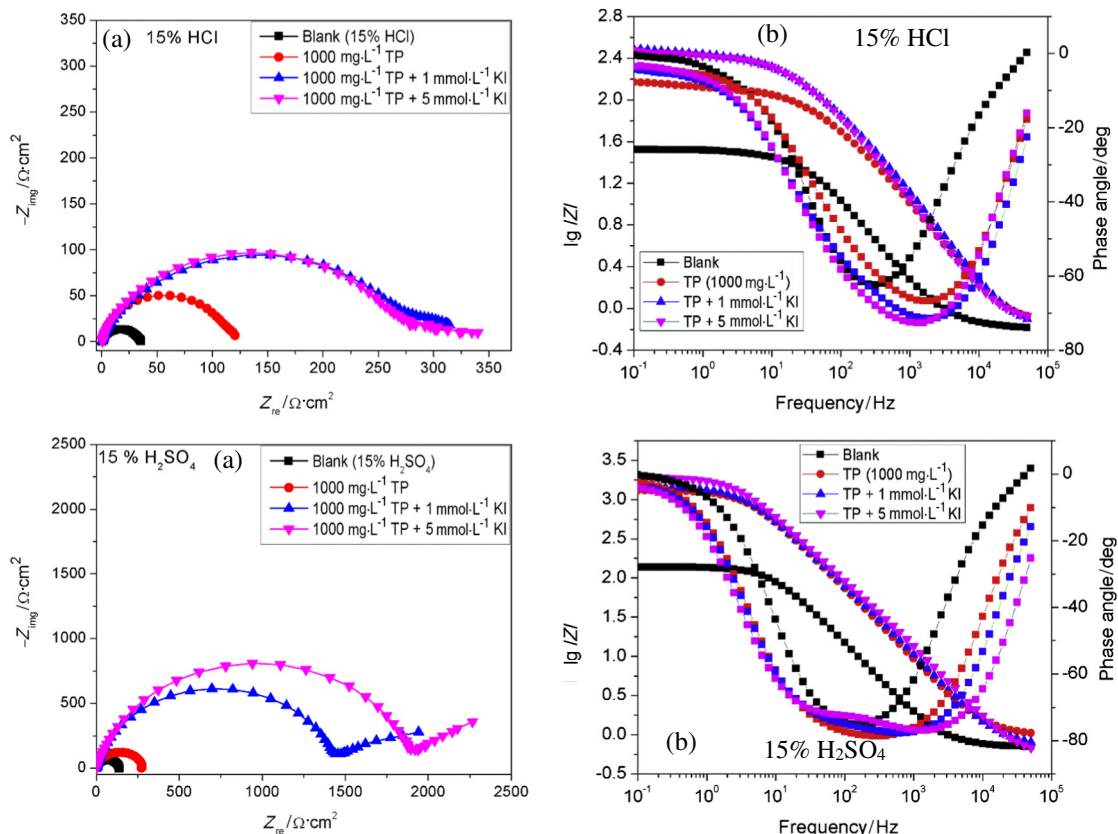 (a) 15% HCl
Blank (15% HCl)
1000 mg·L⁻¹ TP
1000 mg·L⁻¹ TP + 1 mmol·L⁻¹ KI
1000 mg·L⁻¹ TP + 5 mmol·L⁻¹ KI
350
300
250
200
150
100
50
0
0 50 100 150 200 250 300 350
−Zimg/Ω·cm²
Zre/Ω·cm²
(b) 15% HCl
2.8
2.4
2.0
1.6
1.2
0.8
0.4
0.0
-0.4
lg |Z|
0
-20
-40
-60
-80
Phase angle/deg
Blank
TP (1000 mg·L⁻¹)
TP + 1 mmol·L⁻¹ KI
TP + 5 mmol·L⁻¹ KI
10⁻¹ 10⁰ 10¹ 10² 10³ 10⁴ 10⁵
Frequency/Hz
15 % H₂SO₄ (a)
Blank (15% H₂SO₄)
1000 mg·L⁻¹ TP
1000 mg·L⁻¹ TP + 1 mmol·L⁻¹ KI
1000 mg·L⁻¹ TP + 5 mmol·L⁻¹ KI
2500
2000
1750
1500
1000
500
250
0
0 500 1000 1500 2000 2500
−Zimg/Ω·cm²
Zre/Ω·cm²
3.5
3.0
2.5
2.0
1.5
1.0
0.5
0.0
-0.5
lg |Z|
0
-20
-40
-60
-80
Phase angle/deg
Blank
TP (1000 mg·L⁻¹)
TP + 1 mmol·L⁻¹ KI
TP + 5 mmol·L⁻¹ KI
(b) 15% H₂SO₄
10⁻¹ 10⁰ 10¹ 10² 10³ 10⁴ 10⁵
Frequency/Hz